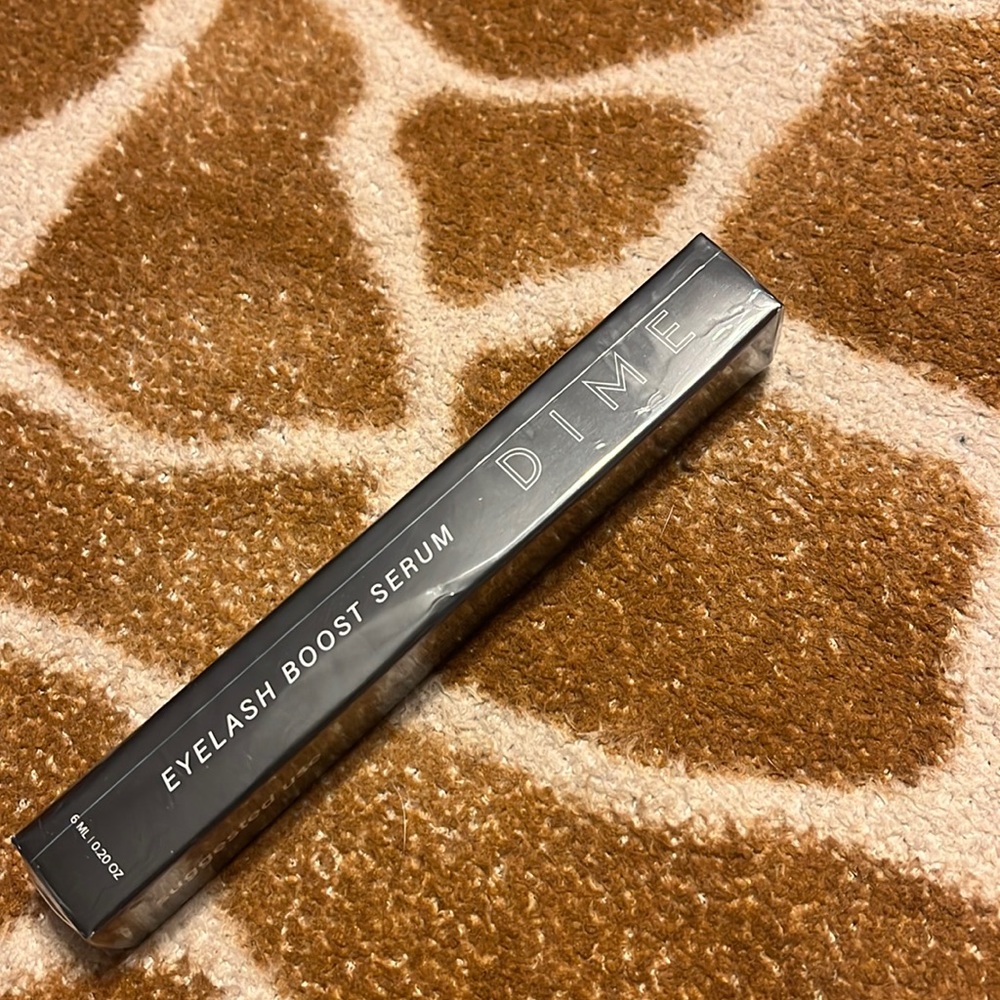 DIME
EYELASH BOOST SERUM
6 ML | 0.20 OZ